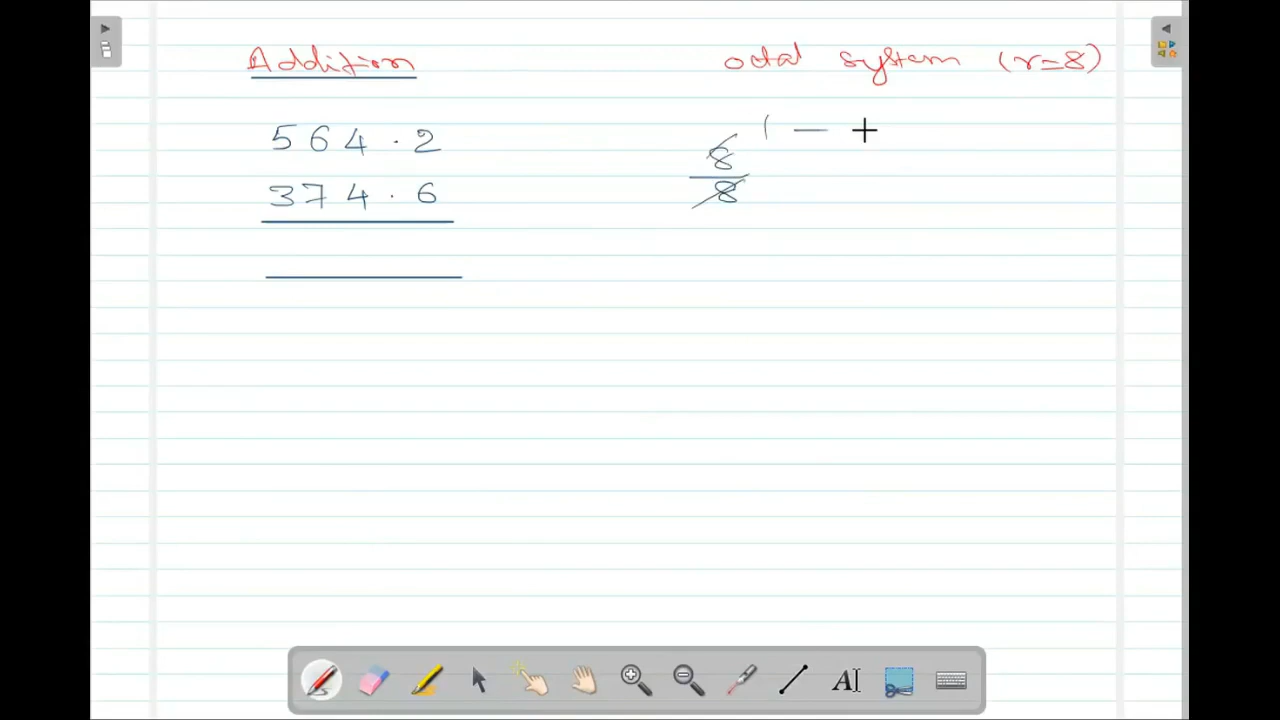 Addition octal system (r=8)
564.2 8 1 —
374.6 8